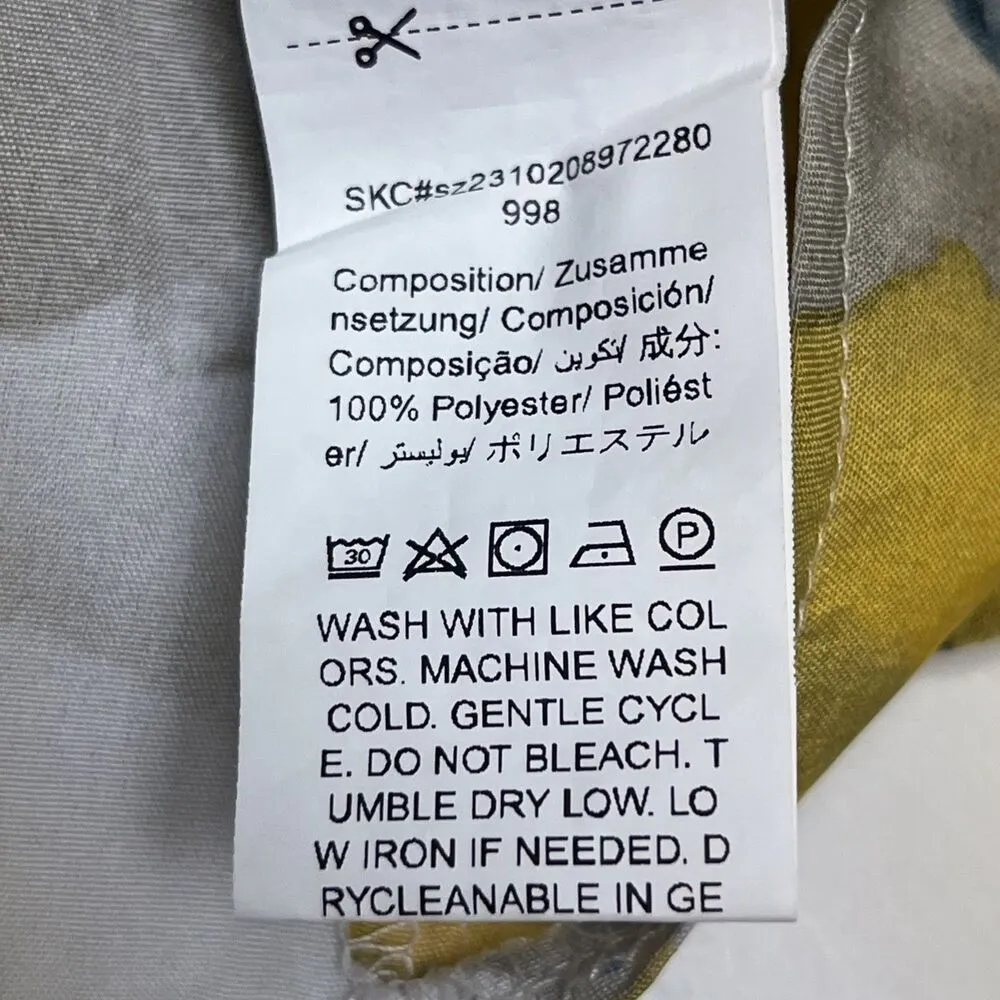 SKC#sz2310208972280
998
Composition/ Zusamme
nsetzung/ Composición/
Composição/ تكوين/ 成分:
100% Polyester/ Poliést
er/ بوليستر/ ポリエステル
30
P
WASH WITH LIKE COL
ORS. MACHINE WASH
COLD. GENTLE CYCL
E. DO NOT BLEACH. T
UMBLE DRY LOW. LO
W IRON IF NEEDED. D
RYCLEANABLE IN GE